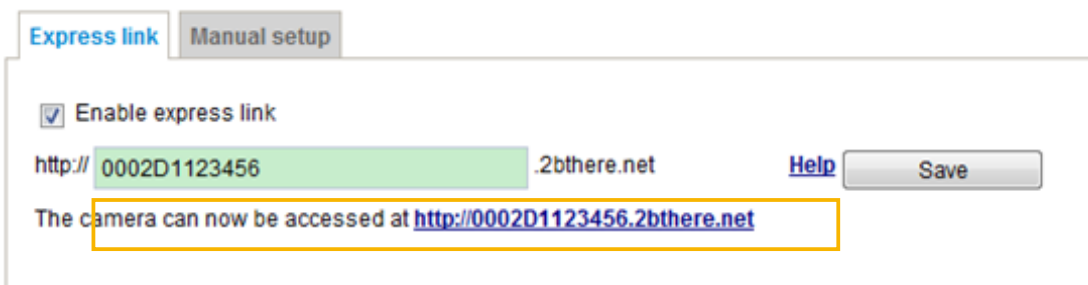 Express link Manual setup
Enable express link
http:// 0002D1123456 .2bthere.net Help Save
The camera can now be accessed at http://0002D1123456.2bthere.net